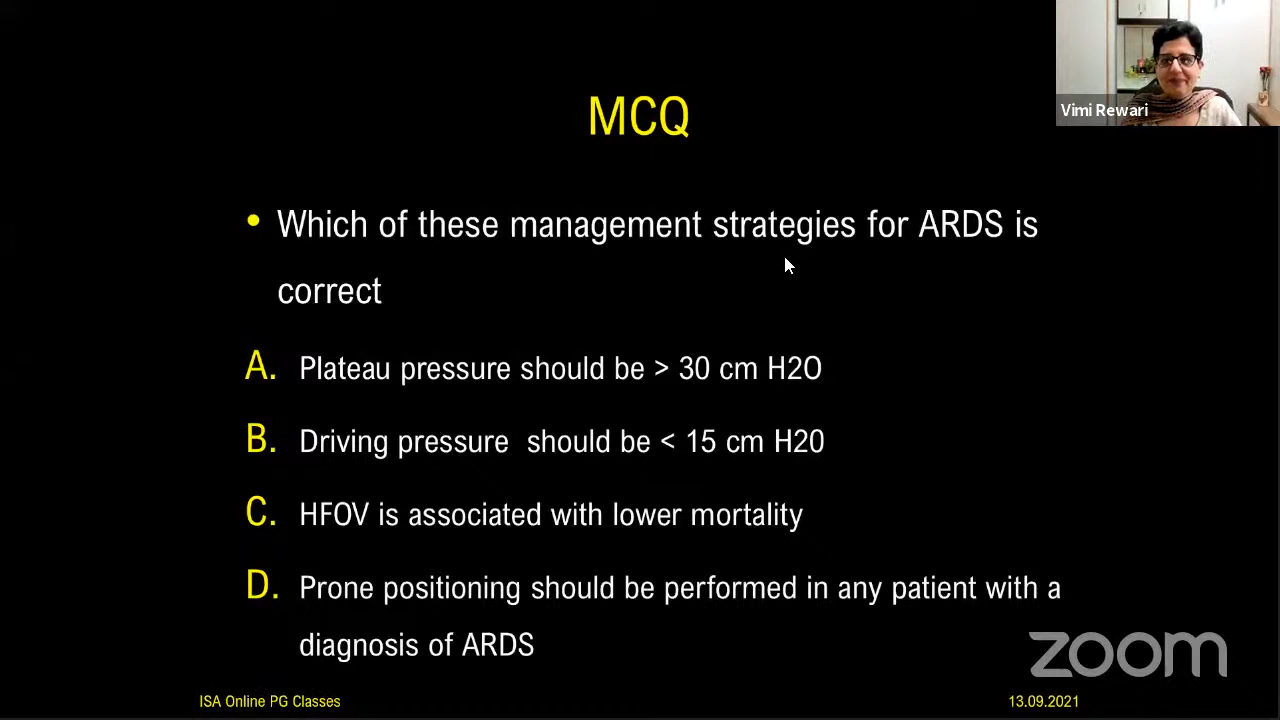 Vimi Rewari
MCQ
• Which of these management strategies for ARDS is
correct
A. Plateau pressure should be > 30 cm H2O
B. Driving pressure should be < 15 cm H20
C. HFOV is associated with lower mortality
D. Prone positioning should be performed in any patient with a
diagnosis of ARDS
zoom
ISA Online PG Classes
13.09.2021